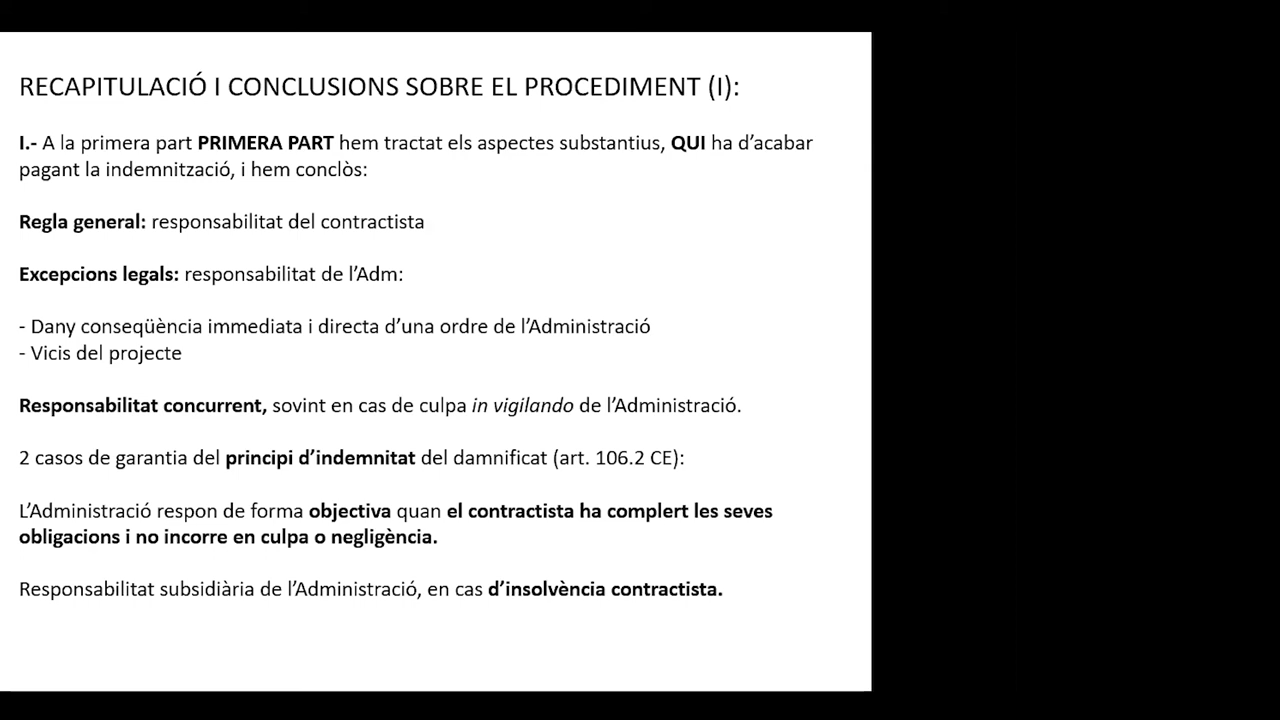 RECAPITULACIÓ I CONCLUSIONS SOBRE EL PROCEDIMENT (I):
I.- A la primera part PRIMERA PART hem tractat els aspectes substantius, QUI ha d’acabar
pagant la indemnització, i hem conclòs:
Regla general: responsabilitat del contractista
Excepcions legals: responsabilitat de l’Adm:
- Dany conseqüència immediata i directa d’una ordre de l’Administració
- Vicis del projecte
Responsabilitat concurrent, sovint en cas de culpa in vigilando de l’Administració.
2 casos de garantia del principi d’indemnitat del damnificat (art. 106.2 CE):
L’Administració respon de forma objectiva quan el contractista ha complert les seves
obligacions i no incorre en culpa o negligència.
Responsabilitat subsidiària de l’Administració, en cas d’insolvència contractista.